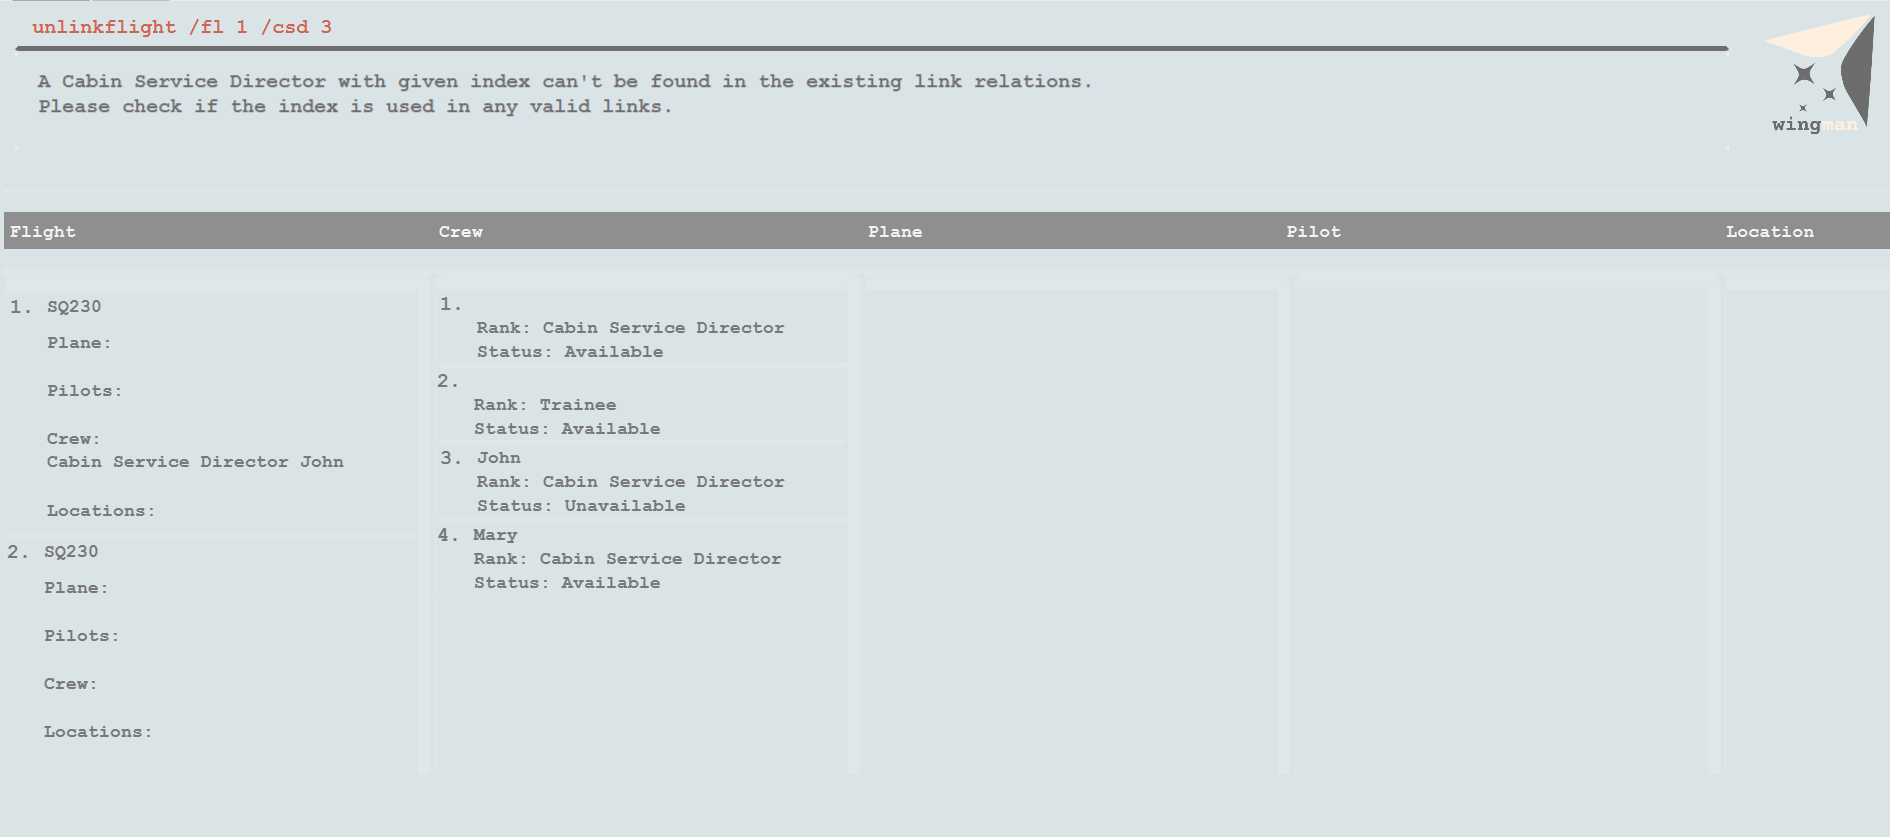 unlinkflight /fl 1 /csd 3
A Cabin Service Director with given index can't be found in the existing link relations.
Please check if the index is used in any valid links.
wingman
Flight Crew Plane Pilot Location
1. SQ230
Plane:
Pilots:
Crew:
Cabin Service Director John
Locations:
2. SQ230
Plane:
Pilots:
Crew:
Locations:
1.
Rank: Cabin Service Director
Status: Available
2.
Rank: Trainee
Status: Available
3. John
Rank: Cabin Service Director
Status: Unavailable
4. Mary
Rank: Cabin Service Director
Status: Available